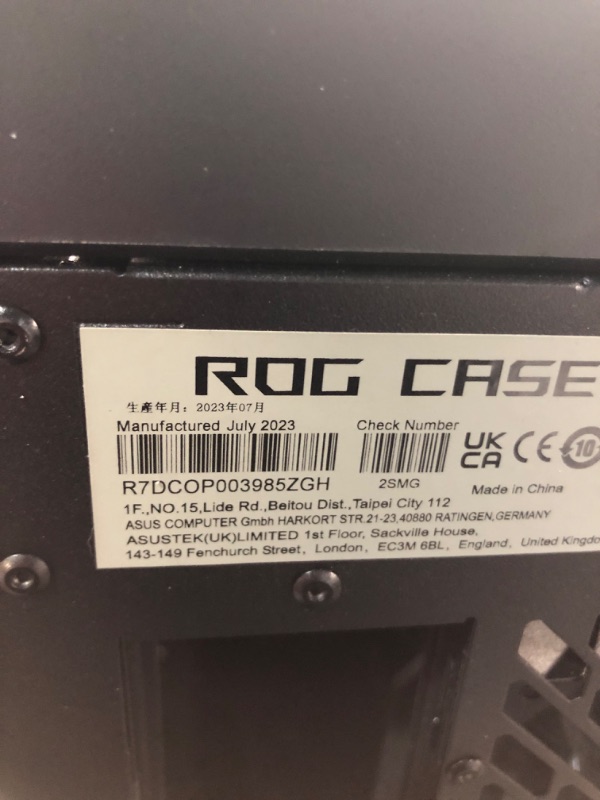 ROG CASE
生產年月：2023年07月
Manufactured July 2023
Check Number
R7DCOP003985ZGH
2SMG
UK
CA
CE
10
Made in China
1F.,NO.15,Lide Rd.,Beitou Dist.,Taipei City 112
ASUS COMPUTER Gmbh HARKORT STR.21-23,40880 RATINGEN,GERMANY
ASUSTEK(UK)LIMITED 1st Floor, Sackville House,
143-149 Fenchurch Street, London, EC3M 6BL, England, United Kingdo